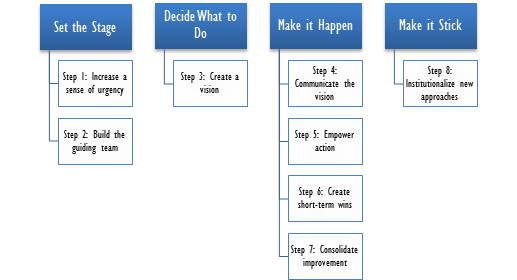 Set the Stage
Step 1: Increase a
sense of urgency
Step 2: Build the
guiding team
Decide What to
Do
Step 3: Create a
vision
Make it Happen
Step 4:
Communicate the
vision
Step 5: Empower
action
Step 6: Create
short-term wins
Step 7: Consolidate
improvement
Make it Stick
Step 8:
Institutionalize new
approaches